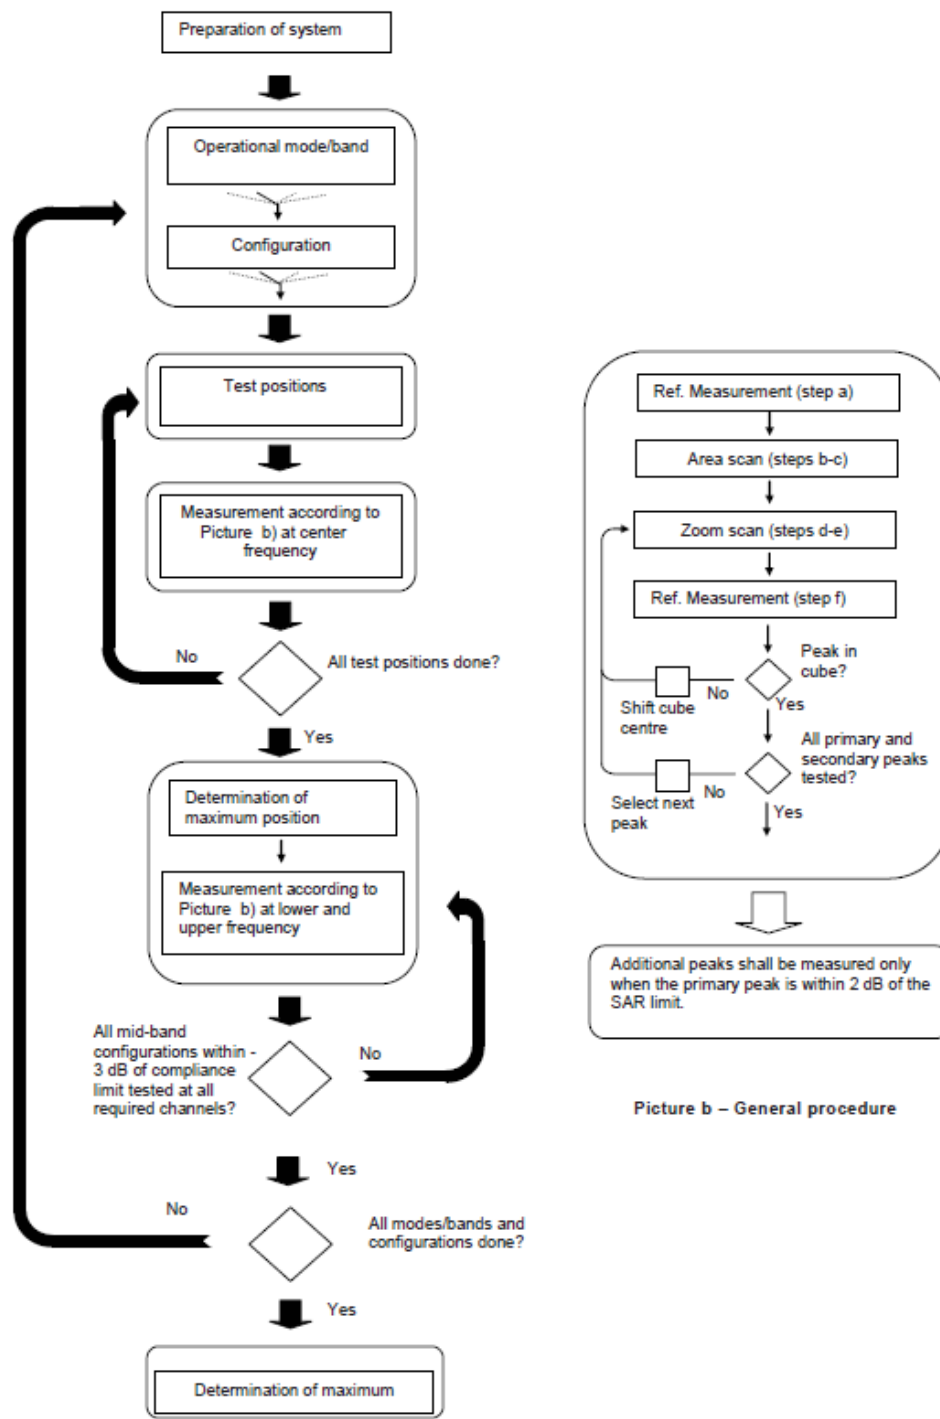 Preparation of system
Operational mode/band
Configuration
Test positions
Measurement according to
Picture b) at center
frequency
No
All test positions done?
Yes
Determination of
maximum position
Measurement according to
Picture b) at lower and
upper frequency
All mid-band
configurations within -
3 dB of compliance
limit tested at all
required channels?
No
Yes
No
All modes/bands and
configurations done?
Yes
Determination of maximum
Ref. Measurement (step a)
Area scan (steps b-c)
Zoom scan (steps d-e)
Ref. Measurement (step f)
Peak in
cube?
No
Shift cube
centre
Yes
All primary and
secondary peaks
tested?
No
Select next
peak
Yes
Additional peaks shall be measured only
when the primary peak is within 2 dB of the
SAR limit.
Picture b – General procedure